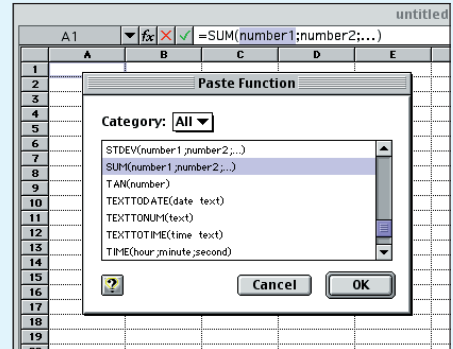 untitled
A1 fx =SUM(number1;number2;...)
A B C D E
1
2
Paste Function
3
4
Category: All
5
6
STDEV(number1;number2;...)
7
SUM(number1;number2;...)
8
TAN(number)
9
TEXTTODATE(date text)
10
11
TEXTTONUM(text)
12
TEXTTOTIME(time text)
13
TIME(hour;minute;second)
14
15
? Cancel OK
16
17
18
19